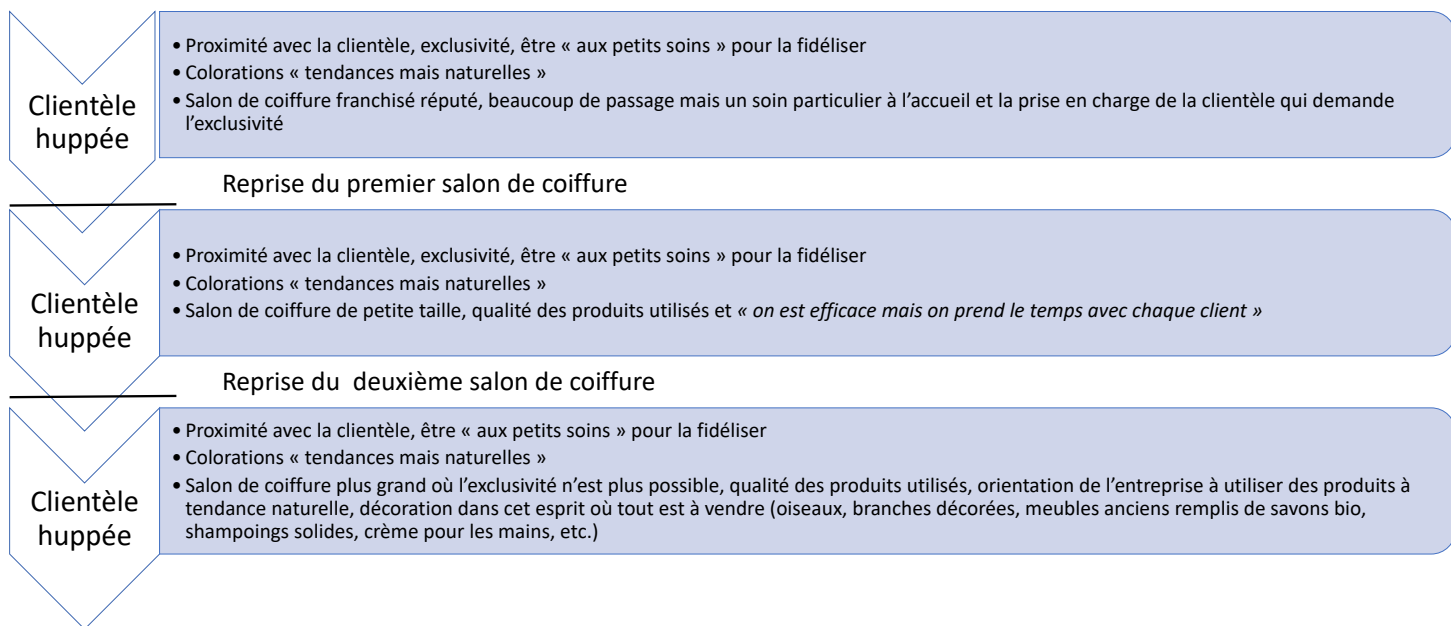 • Proximité avec la clientèle, exclusivité, être « aux petits soins » pour la fidéliser
• Colorations « tendances mais naturelles »
• Salon de coiffure franchisé réputé, beaucoup de passage mais un soin particulier à l’accueil et la prise en charge de la clientèle qui demande
l’exclusivité
Clientèle
huppée
Reprise du premier salon de coiffure
• Proximité avec la clientèle, exclusivité, être « aux petits soins » pour la fidéliser
• Colorations « tendances mais naturelles »
• Salon de coiffure de petite taille, qualité des produits utilisés et « on est efficace mais on prend le temps avec chaque client »
Clientèle
huppée
Reprise du  deuxième salon de coiffure
• Proximité avec la clientèle, être « aux petits soins » pour la fidéliser
• Colorations « tendances mais naturelles »
• Salon de coiffure plus grand où l’exclusivité n’est plus possible, qualité des produits utilisés, orientation de l’entreprise à utiliser des produits à
tendance naturelle, décoration dans cet esprit où tout est à vendre (oiseaux, branches décorées, meubles anciens remplis de savons bio,
shampoings solides, crème pour les mains, etc.)
Clientèle
huppée